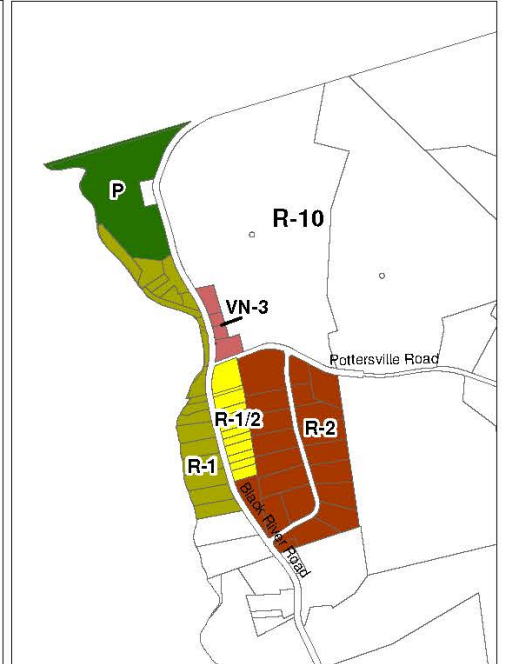 P
R-10
VN-3
Pottersville Road
R-1/2
R-2
R-1
Black River Road